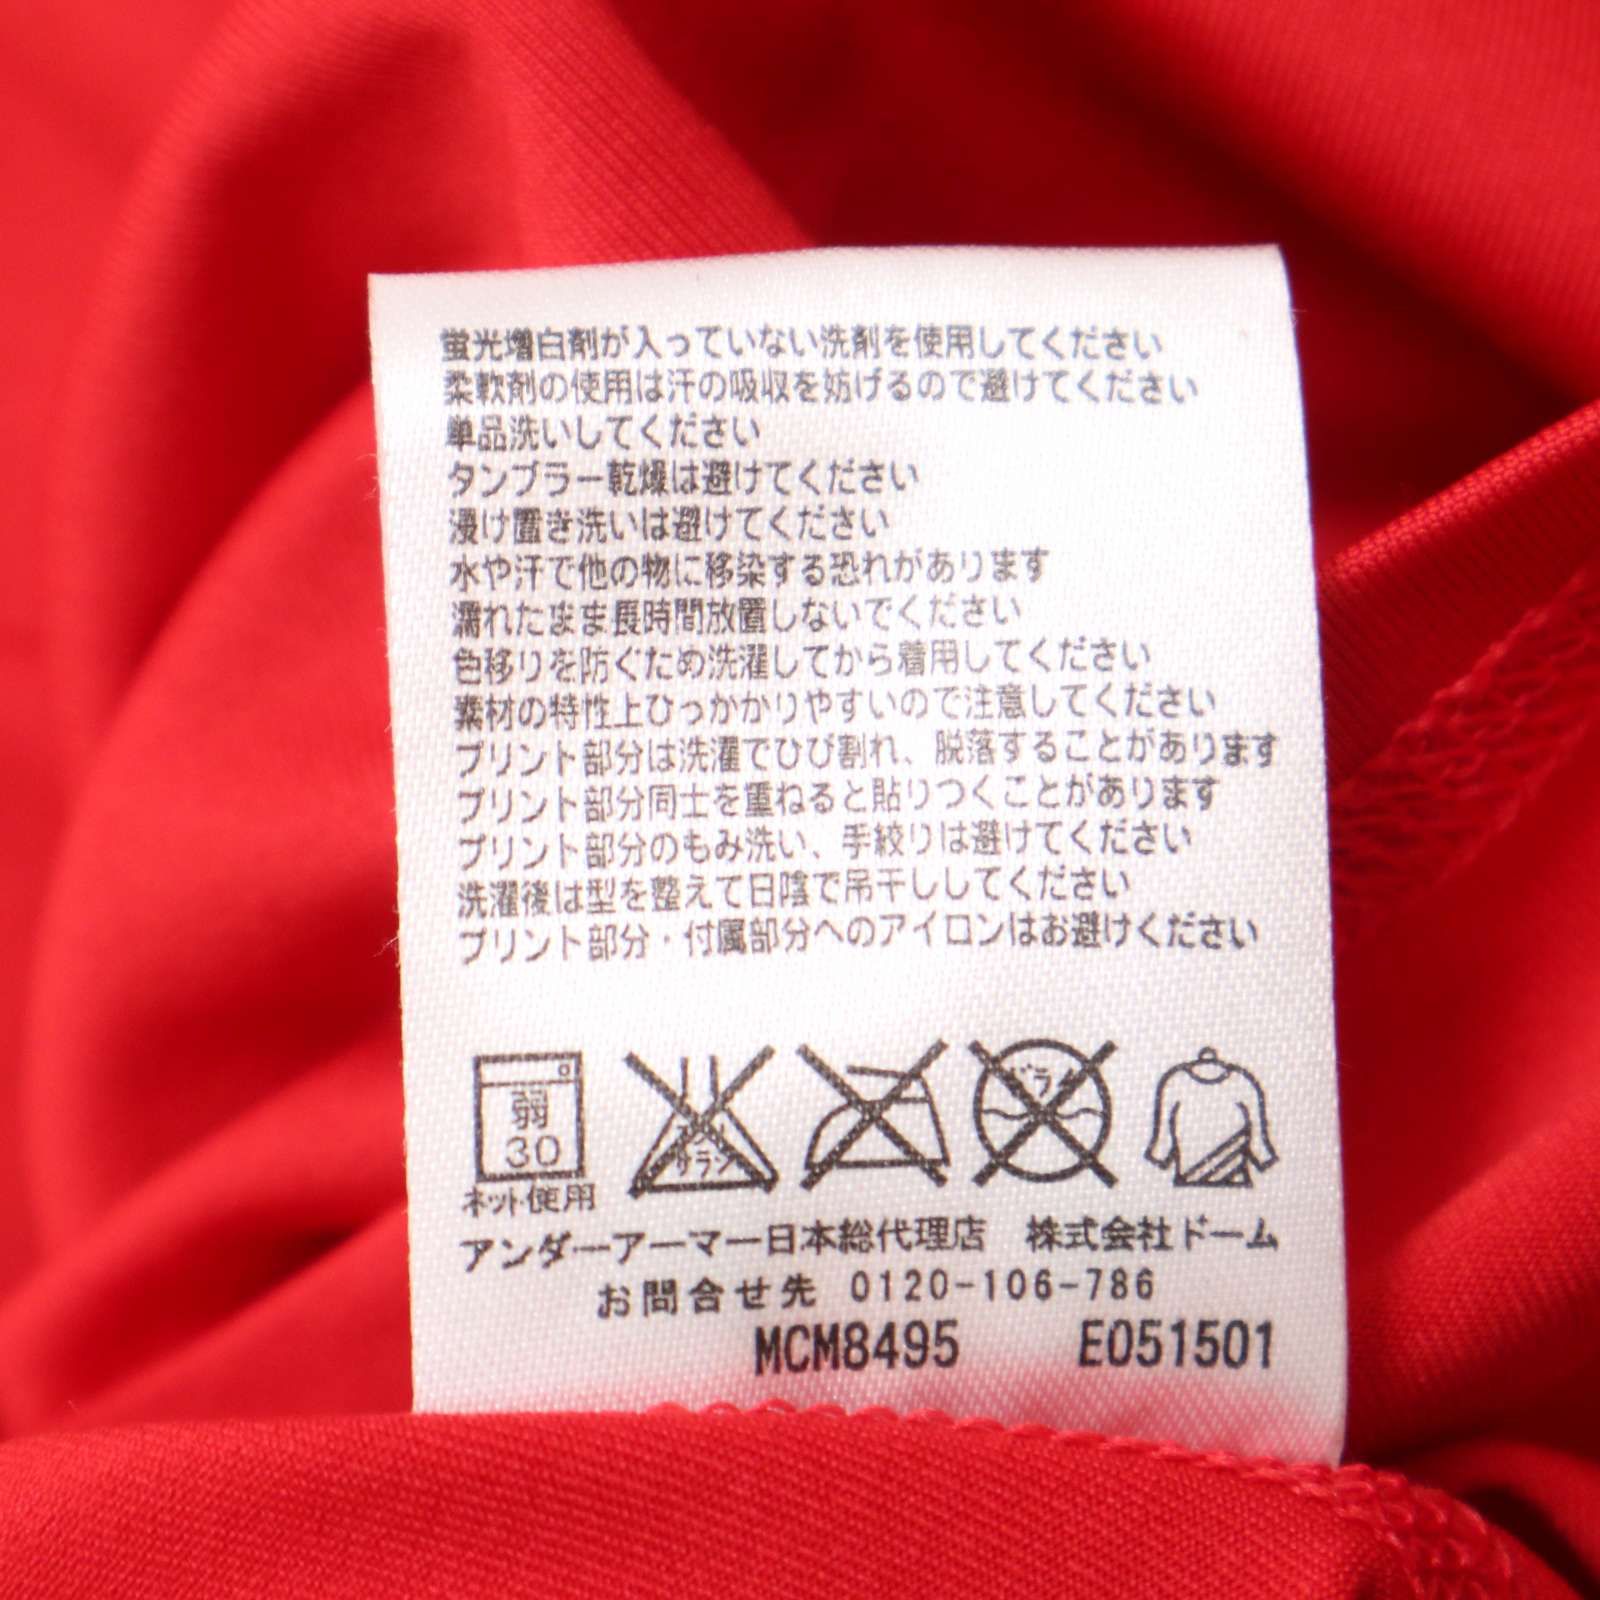 蛍光増白剤が入っていない洗剤を使用してください
柔軟剤の使用は汗の吸収を妨げるので避けてください
単品洗いしてください
タンブラー乾燥は避けてください
浸け置き洗いは避けてください
水や汗で他の物に移染する恐れがあります
濡れたまま長時間放置しないでください
色移りを防ぐため洗濯してから着用してください
素材の特性上ひっかかりやすいので注意してください
プリント部分は洗濯でひび割れ、脱落することがあります
プリント部分同士を重ねると貼りつくことがあります
プリント部分のもみ洗い、手絞りは避けてください
洗濯後は型を整えて日陰で吊干ししてください
プリント部分・付属部分へのアイロンはお避けください
弱
30
エンソ
サラシ
ドライ
ネット使用
アンダーアーマー日本総代理店 株式会社ドーム
お問合せ先 0120-106-786
MCM8495 E051501